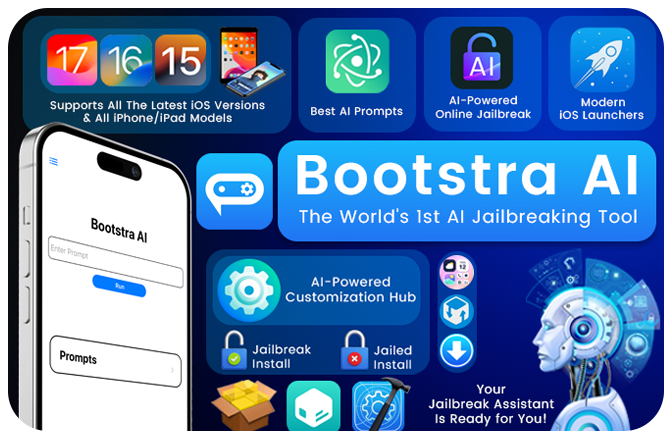 17
16
15
Supports All The Latest iOS Versions
& All iPhone/iPad Models
Best AI Prompts
AI
AI-Powered
Online Jailbreak
Modern
iOS Launchers
Bootstra AI
The World's 1st AI Jailbreaking Tool
Bootstra AI
Enter Prompt
Run
Prompts
AI-Powered
Customization Hub
Jailbreak
Install
Jailed
Install
12
Your
Jailbreak Assistant
Is Ready for You!